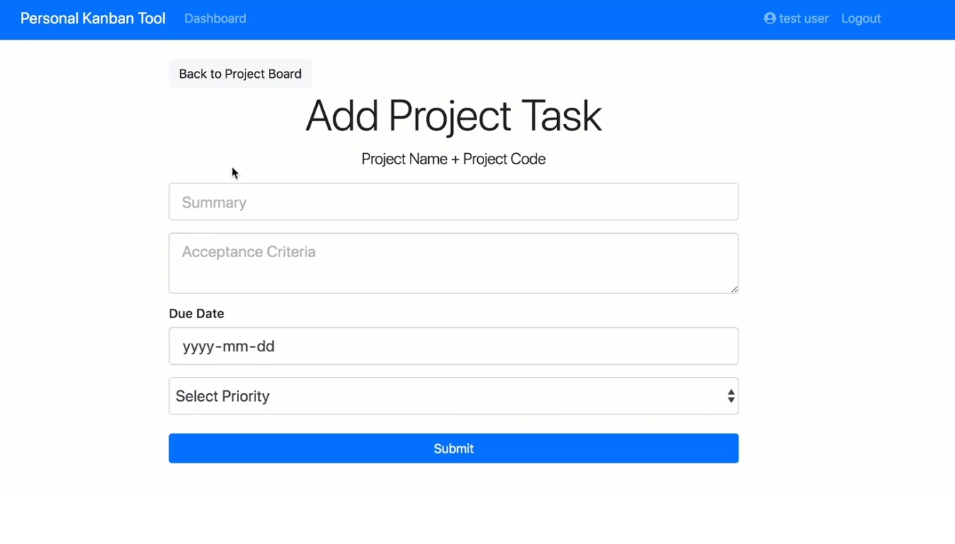 Personal Kanban Tool Dashboard test user Logout
Back to Project Board
Add Project Task
Project Name + Project Code
Summary
Acceptance Criteria
Due Date
yyyy-mm-dd
Select Priority
Submit